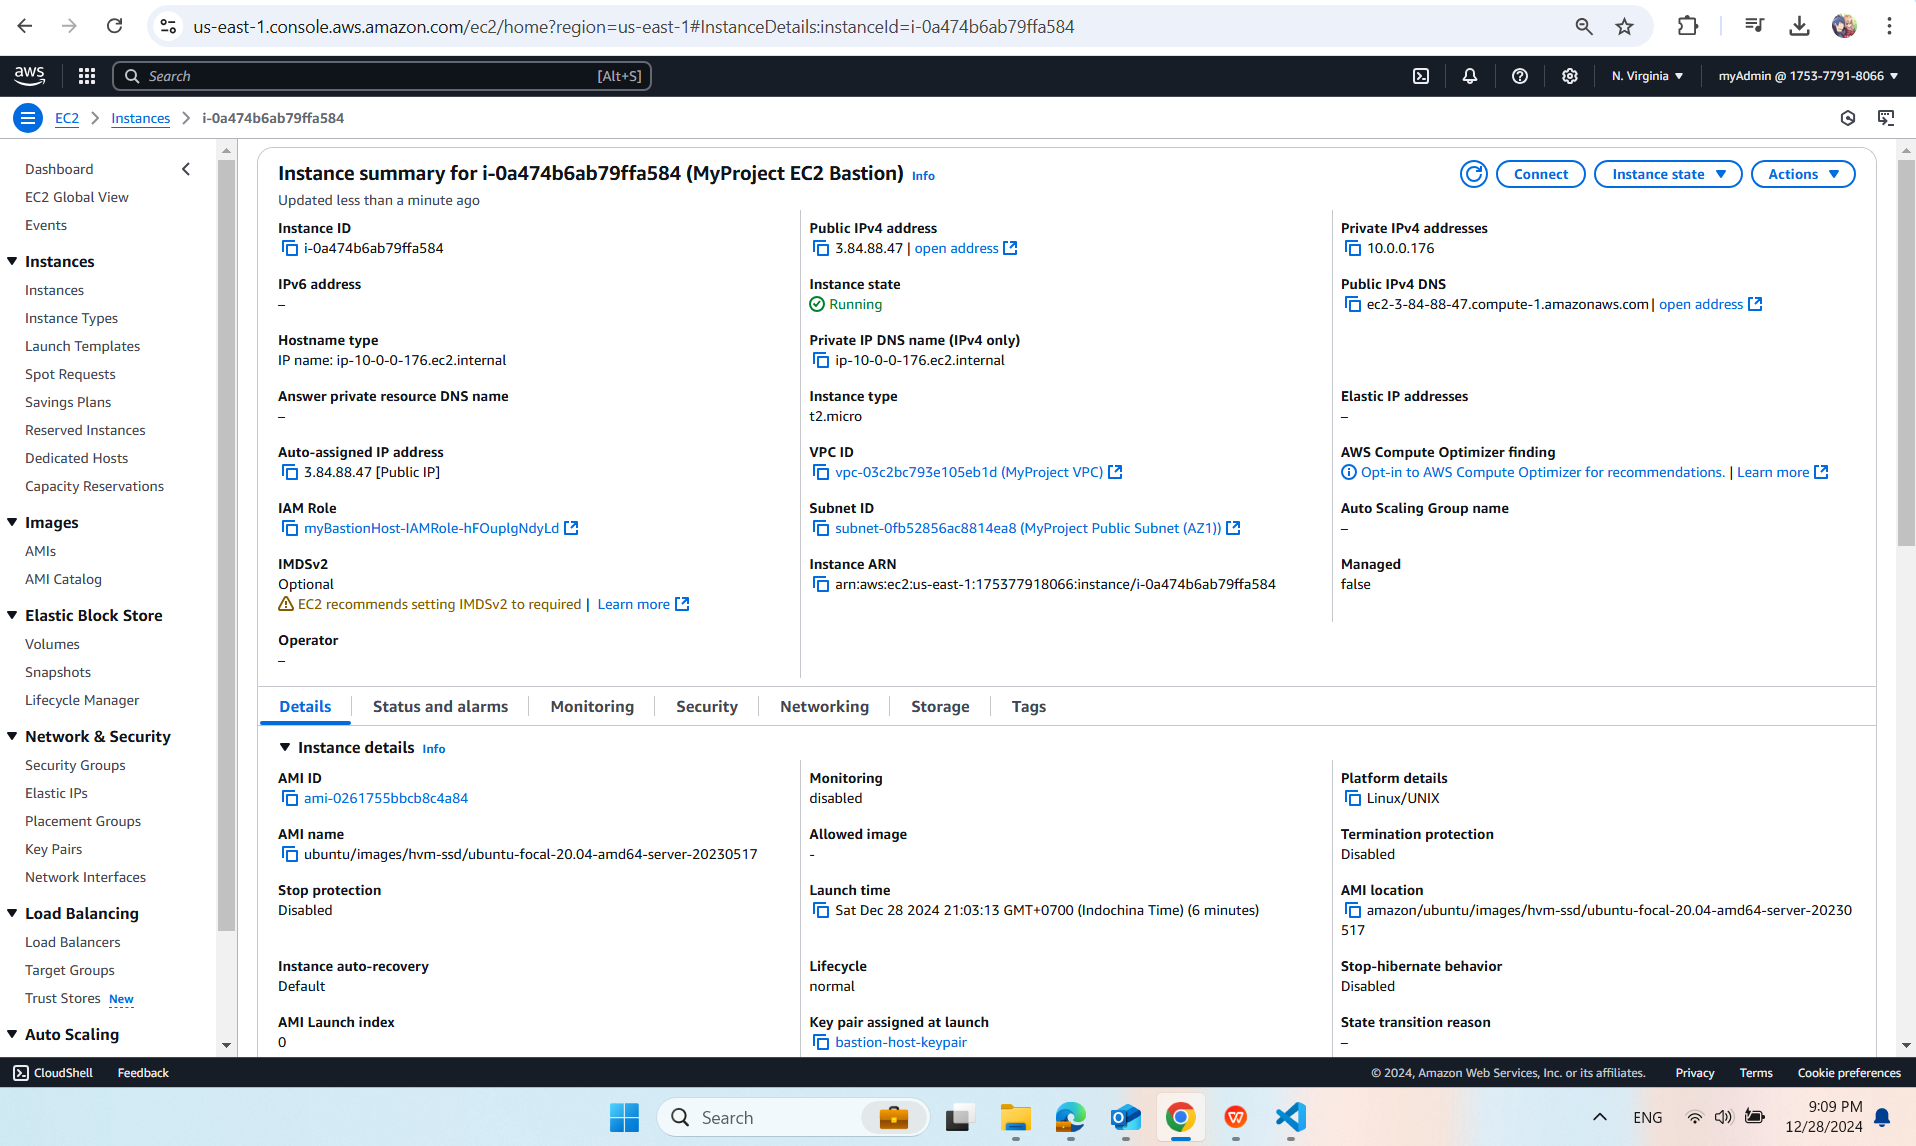 us-east-1.console.aws.amazon.com/ec2/home?region=us-east-1#InstanceDetails:instanceId=i-0a474b6ab79ffa584
aws
Search
[Alt+S]
N. Virginia
myAdmin @ 1753-7791-8066
EC2
Instances
i-0a474b6ab79ffa584
Dashboard
EC2 Global View
Events
Instances
Instances
Instance Types
Launch Templates
Spot Requests
Savings Plans
Reserved Instances
Dedicated Hosts
Capacity Reservations
Images
AMIs
AMI Catalog
Elastic Block Store
Volumes
Snapshots
Lifecycle Manager
Network & Security
Security Groups
Elastic IPs
Placement Groups
Key Pairs
Network Interfaces
Load Balancing
Load Balancers
Target Groups
Trust Stores New
Auto Scaling
Instance summary for i-0a474b6ab79ffa584 (MyProject EC2 Bastion) Info
Updated less than a minute ago
Connect
Instance state
Actions
Instance ID
i-0a474b6ab79ffa584
Public IPv4 address
3.84.88.47 | open address
Private IPv4 addresses
10.0.0.176
IPv6 address
–
Instance state
Running
Public IPv4 DNS
ec2-3-84-88-47.compute-1.amazonaws.com | open address
Hostname type
IP name: ip-10-0-0-176.ec2.internal
Private IP DNS name (IPv4 only)
ip-10-0-0-176.ec2.internal
Answer private resource DNS name
–
Instance type
t2.micro
Elastic IP addresses
–
Auto-assigned IP address
3.84.88.47 [Public IP]
VPC ID
vpc-03c2bc793e105eb1d (MyProject VPC)
AWS Compute Optimizer finding
Opt-in to AWS Compute Optimizer for recommendations. | Learn more
IAM Role
myBastionHost-IAMRole-hFOuplgNdyLd
Subnet ID
subnet-0fb52856ac8814ea8 (MyProject Public Subnet (AZ1))
Auto Scaling Group name
–
IMDSv2
Optional
EC2 recommends setting IMDSv2 to required | Learn more
Instance ARN
arn:aws:ec2:us-east-1:175377918066:instance/i-0a474b6ab79ffa584
Managed
false
Operator
–
Details
Status and alarms
Monitoring
Security
Networking
Storage
Tags
Instance details Info
AMI ID
ami-0261755bbcb8c4a84
Monitoring
disabled
Platform details
Linux/UNIX
AMI name
ubuntu/images/hvm-ssd/ubuntu-focal-20.04-amd64-server-20230517
Allowed image
-
Termination protection
Disabled
Stop protection
Disabled
Launch time
Sat Dec 28 2024 21:03:13 GMT+0700 (Indochina Time) (6 minutes)
AMI location
amazon/ubuntu/images/hvm-ssd/ubuntu-focal-20.04-amd64-server-20230
517
Instance auto-recovery
Default
Lifecycle
normal
Stop-hibernate behavior
Disabled
AMI Launch index
0
Key pair assigned at launch
bastion-host-keypair
State transition reason
–
CloudShell
Feedback
© 2024, Amazon Web Services, Inc. or its affiliates.
Privacy
Terms
Cookie preferences
Search
ENG
9:09 PM
12/28/2024